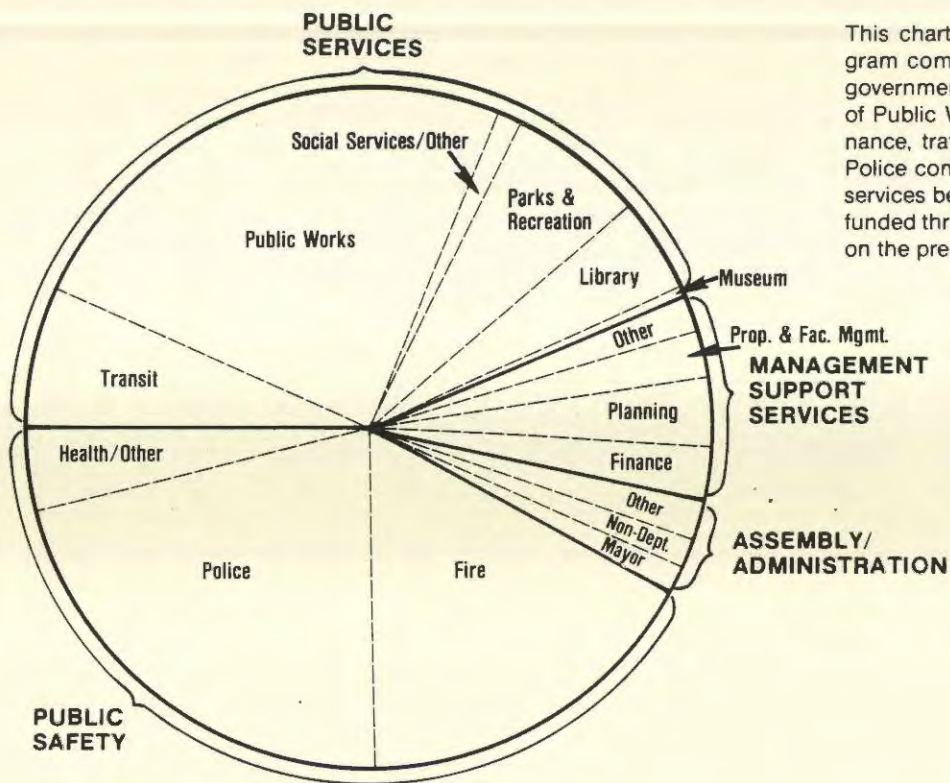 PUBLIC
SERVICES
This chart
gram com
government
of Public W
nance, tra
Police con
services be
funded thr
on the pre
Social Services/Other
Parks &
Recreation
Public Works
Library
Museum
Other
Prop. & Fac. Mgmt.
MANAGEMENT
SUPPORT
SERVICES
Transit
Planning
Health/Other
Finance
Other
Non-Dept.
Mayor
ASSEMBLY/
ADMINISTRATION
Police
Fire
PUBLIC
SAFETY